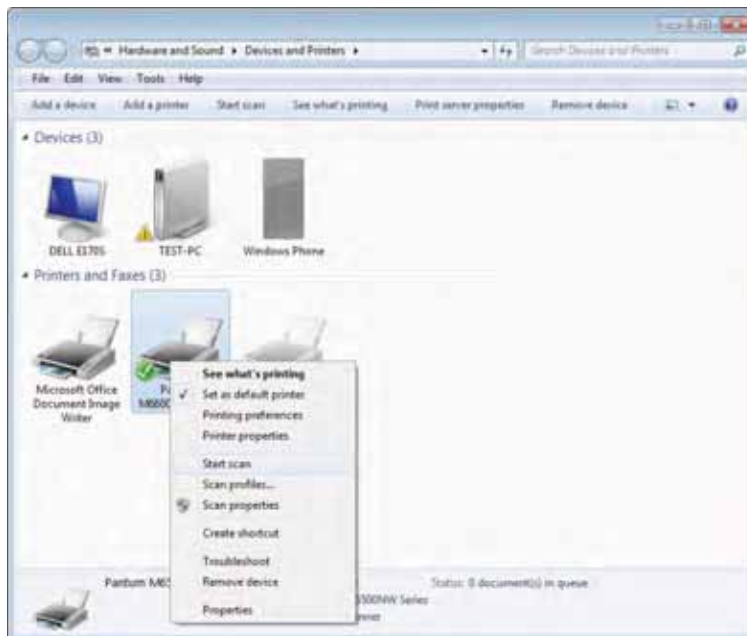 Hardware and Sound ▸ Devices and Printers ▸
Search Devices and Printers
File Edit View Tools Help
Add a device Add a printer Start scan See what's printing Print server properties Remove device
Devices (3)
DELL E170S TEST-PC Windows Phone
Printers and Faxes (3)
Microsoft Office
Document Image
Writer
See what's printing
Set as default printer
Printing preferences
Printer properties
Start scan
Scan profiles...
Scan properties
Create shortcut
Troubleshoot
Remove device
Properties
Pantum M65
Status: 0 document(s) in queue
Series